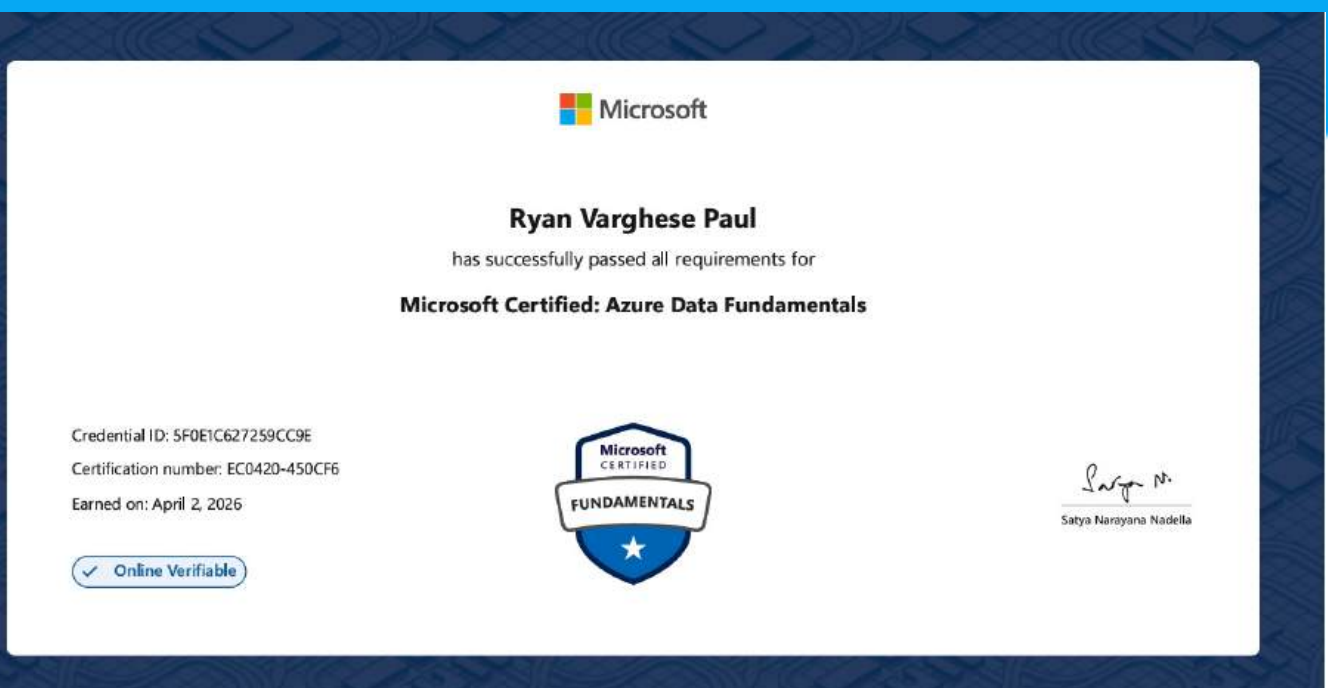 Microsoft
Ryan Varghese Paul
has successfully passed all requirements for
Microsoft Certified: Azure Data Fundamentals
Credential ID: 5F0E1C627259CC9E
Certification number: EC0420-450CF6
Earned on: April 2, 2026
Online Verifiable
Microsoft
CERTIFIED
FUNDAMENTALS
Satya N.
Satya Narayana Nadella